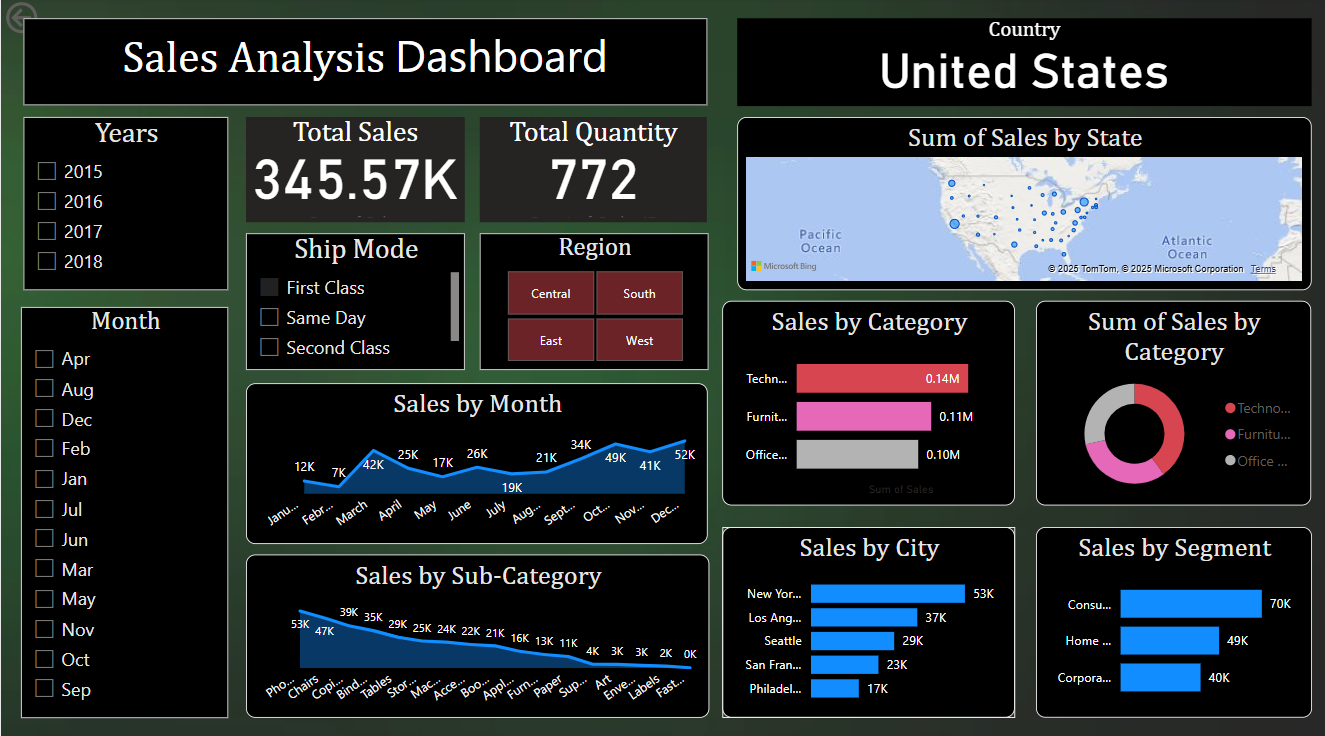 Sales Analysis Dashboard
Country
United States
Years
2015
2016
2017
2018
Total Sales
345.57K
Total Quantity
772
Ship Mode
First Class
Same Day
Second Class
Region
Central
South
East
West
Month
Apr
Aug
Dec
Feb
Jan
Jul
Jun
Mar
May
Nov
Oct
Sep
Sum of Sales by State
Pacific
Ocean
Atlantic
Ocean
Microsoft Bing
© 2025 TomTom, © 2025 Microsoft Corporation Terms
Sales by Month
12K 7K 42K 25K 17K 26K 19K 21K 34K 49K 41K 52K
Janu... Febr... March April May June July Aug... Sept... Oct... Nov... Dec...
Sales by Sub-Category
53K 47K 39K 35K 29K 25K 24K 22K 21K 16K 13K 11K 4K 3K 3K 2K 0K
Pho... Chairs Copi... Bind... Tables Stor... Mac... Acce... Boo... Appl... Furn... Paper Sup... Art Enve... Labels Fast...
Sales by Category
Techn... 0.14M
Furnit... 0.11M
Office... 0.10M
Sum of Sales
Sum of Sales by
Category
Techno...
Furnitu...
Office ...
Sales by City
New Yor... 53K
Los Ang... 37K
Seattle 29K
San Fran... 23K
Philadel... 17K
Sales by Segment
Consu... 70K
Home ... 49K
Corpora... 40K